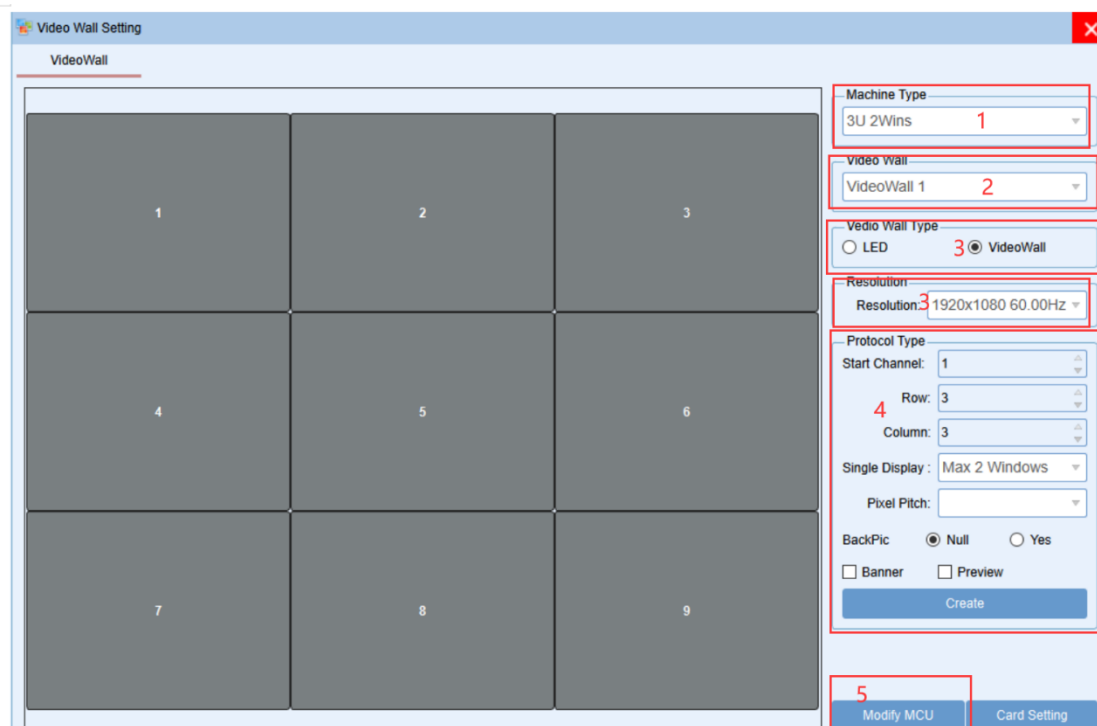 Video Wall Setting
VideoWall
Machine Type
3U 2Wins
1
Video Wall
VideoWall 1
2
Vedio Wall Type
LED
3
VideoWall
Resolution
Resolution:
3
1920x1080 60.00Hz
Protocol Type
Start Channel: 1
4
Row: 3
Column: 3
Single Display : Max 2 Windows
Pixel Pitch:
BackPic Null Yes
Banner Preview
Create
5
Modify MCU Card Setting
1 2 3
4 5 6
7 8 9